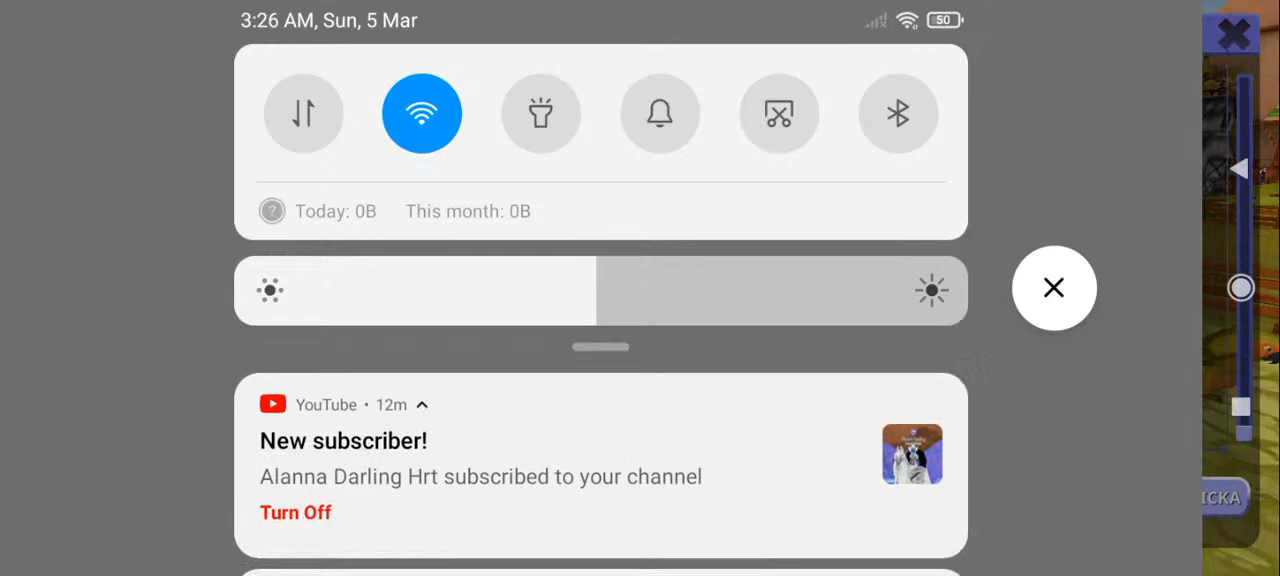 3:26 AM, Sun, 5 Mar
50
Today: 0B This month: 0B
YouTube • 12m
New subscriber!
Alanna Darling Hrt subscribed to your channel
Turn Off
ICKA